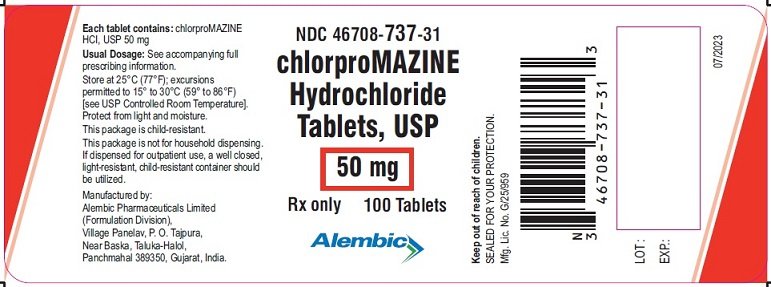 Each tablet contains: chlorproMAZINE
HCl, USP 50 mg
Usual Dosage: See accompanying full
prescribing information.
Store at 25°C (77°F); excursions
permitted to 15° to 30°C (59° to 86°F)
[see USP Controlled Room Temperature].
Protect from light and moisture.
This package is child-resistant.
This package is not for household dispensing.
If dispensed for outpatient use, a well closed,
light-resistant, child-resistant container should
be utilized.
Manufactured by:
Alembic Pharmaceuticals Limited
(Formulation Division),
Village Panelav, P. O. Tajpura,
Near Baska, Taluka-Halol,
Panchmahal 389350, Gujarat, India.
NDC 46708-737-31
chlorproMAZINE
Hydrochloride
Tablets, USP
50 mg
Rx only 100 Tablets
Alembic
Keep out of reach of children.
SEALED FOR YOUR PROTECTION.
Mfg. Lic. No. G/25/959
N
3
46708-737-31
3
LOT:
EXP.:
07/2023